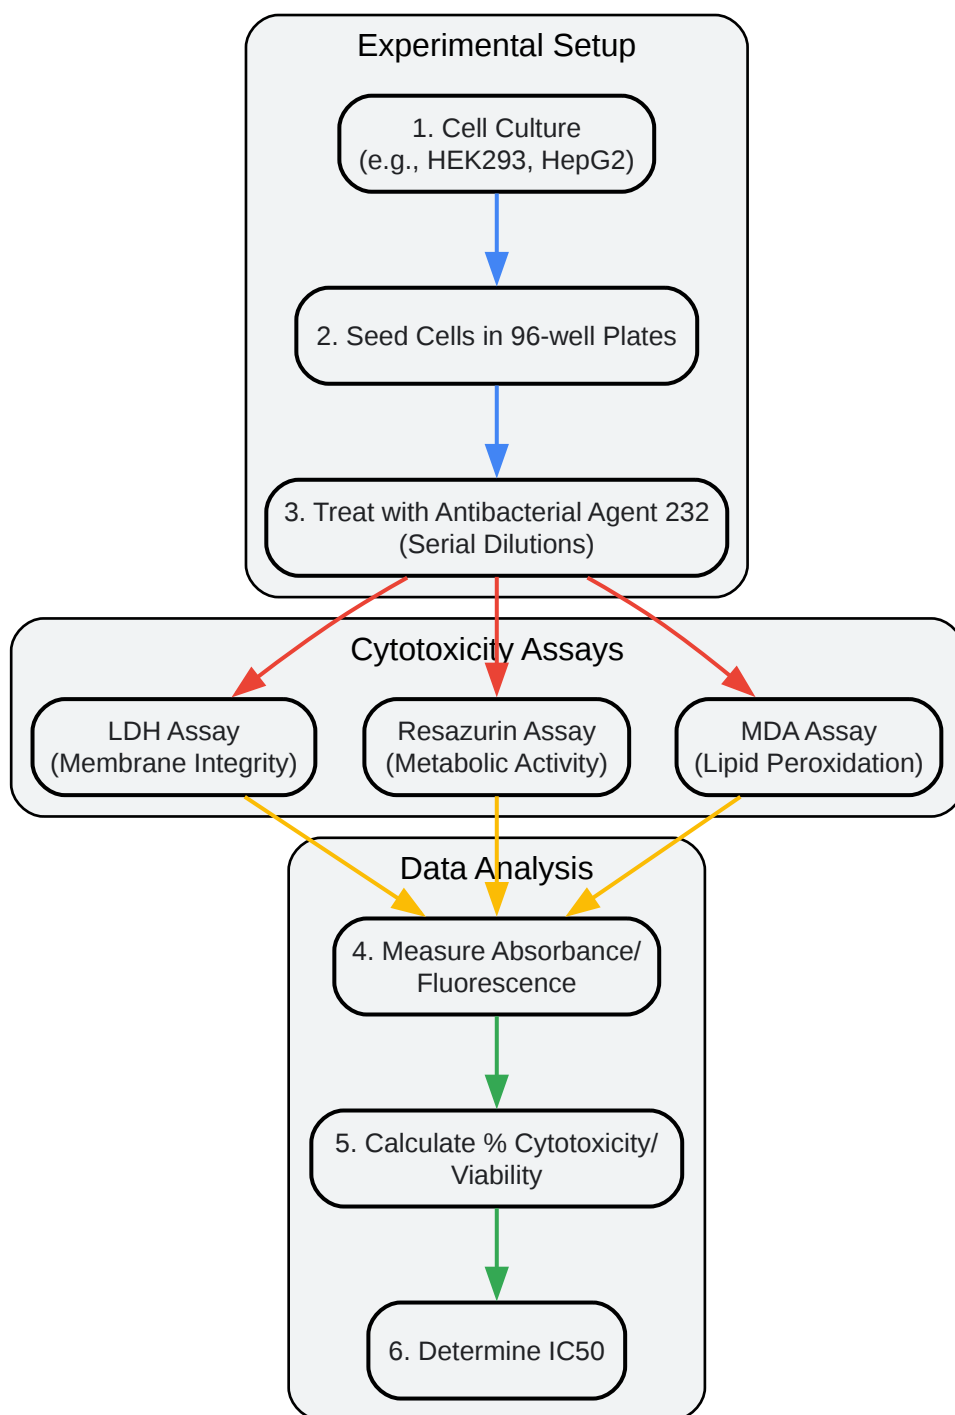 Experimental Setup
1. Cell Culture
(e.g., HEK293, HepG2)
2. Seed Cells in 96-well Plates
3. Treat with Antibacterial Agent 232
(Serial Dilutions)
Cytotoxicity Assays
LDH Assay
(Membrane Integrity)
Resazurin Assay
(Metabolic Activity)
MDA Assay
(Lipid Peroxidation)
Data Analysis
4. Measure Absorbance/
Fluorescence
5. Calculate % Cytotoxicity/
Viability
6. Determine IC50